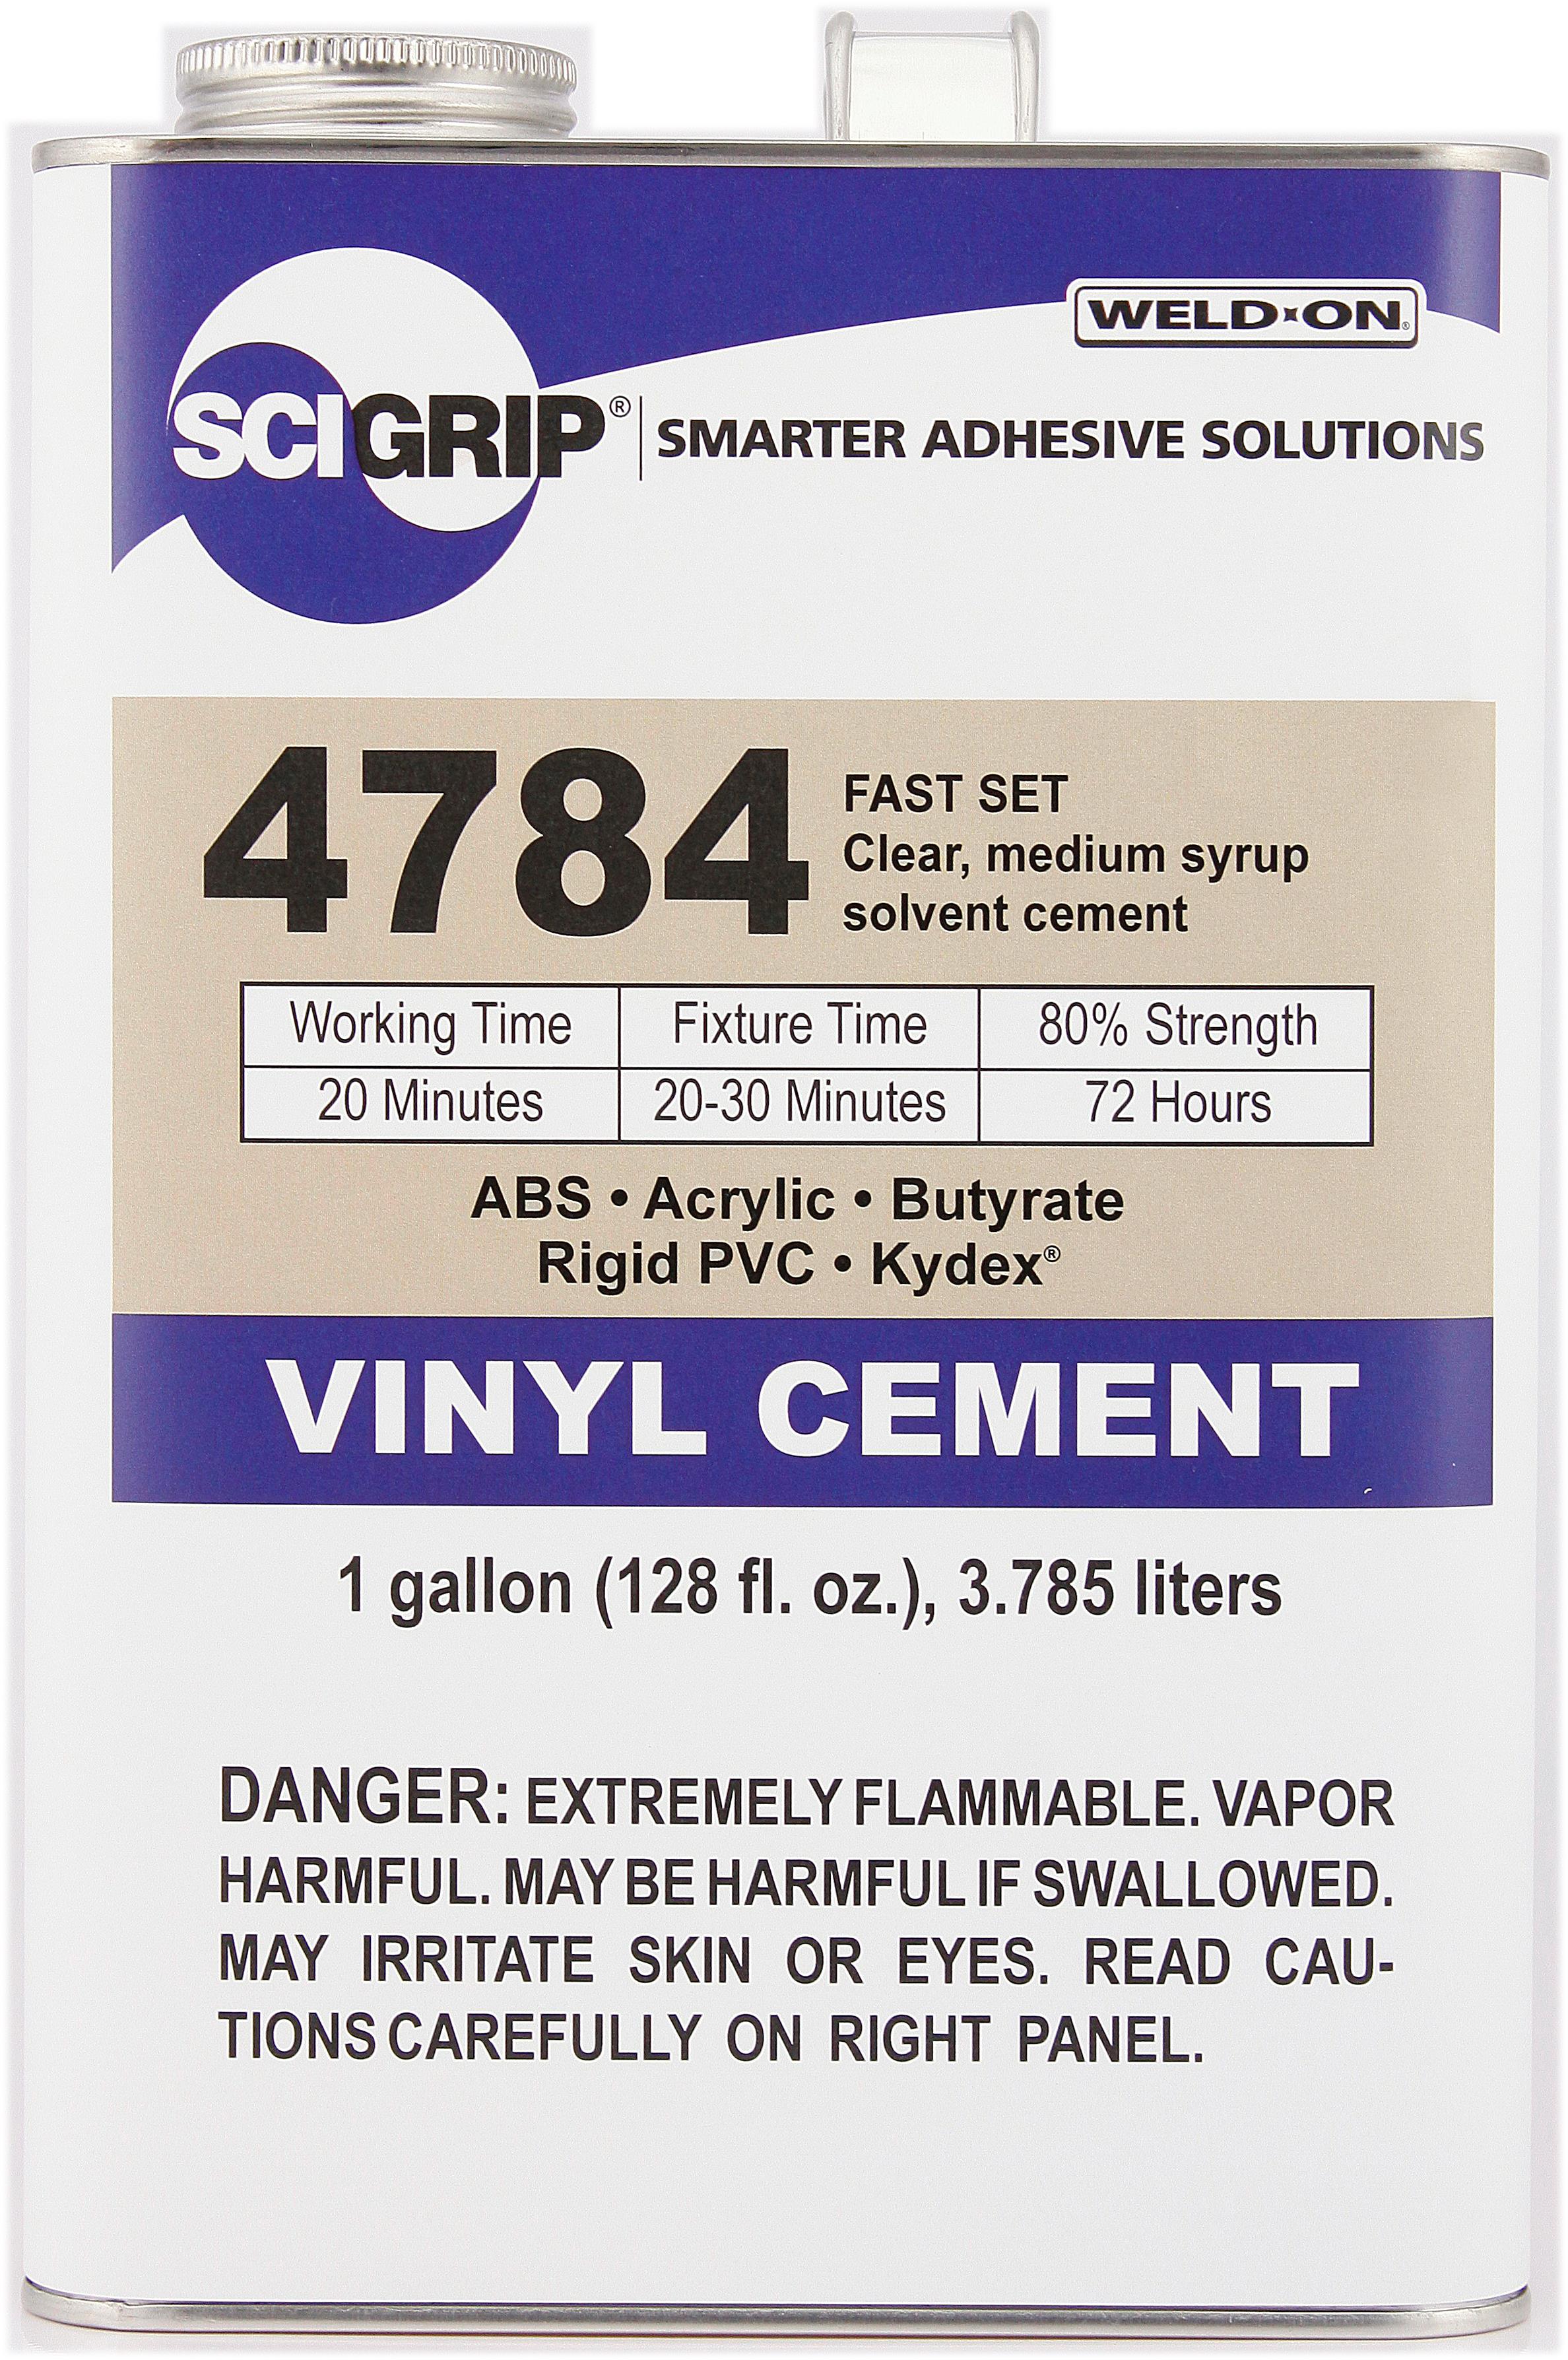 WELD-ON®
SCIGRIP® | SMARTER ADHESIVE SOLUTIONS
4784
FAST SET
Clear, medium syrup
solvent cement
Working Time Fixture Time 80% Strength
20 Minutes 20-30 Minutes 72 Hours
ABS • Acrylic • Butyrate
Rigid PVC • Kydex®
VINYL CEMENT
1 gallon (128 fl. oz.), 3.785 liters
DANGER: EXTREMELY FLAMMABLE. VAPOR
HARMFUL. MAY BE HARMFUL IF SWALLOWED.
MAY IRRITATE SKIN OR EYES. READ CAU-
TIONS CAREFULLY ON RIGHT PANEL.